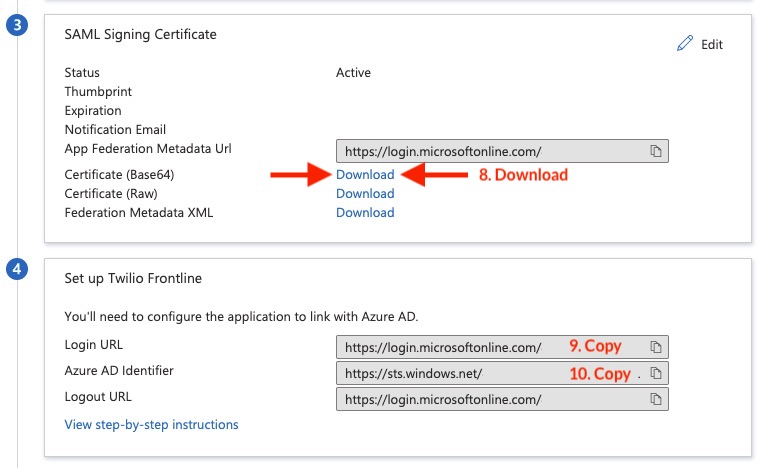 3
SAML Signing Certificate
Edit
Status Active
Thumbprint
Expiration
Notification Email
App Federation Metadata Url https://login.microsoftonline.com/
Certificate (Base64) Download 8. Download
Certificate (Raw) Download
Federation Metadata XML Download
4
Set up Twilio Frontline
You'll need to configure the application to link with Azure AD.
Login URL https://login.microsoftonline.com/ 9. Copy
Azure AD Identifier https://sts.windows.net/ 10. Copy .
Logout URL https://login.microsoftonline.com/
View step-by-step instructions